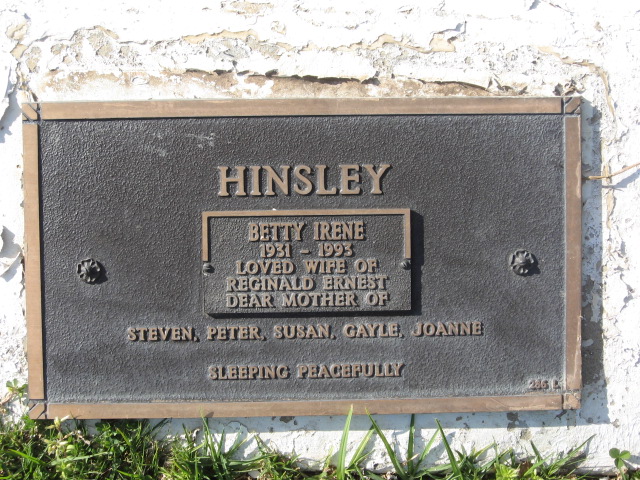 HINSLEY
BETTY IRENE
1931 - 1993
LOVED WIFE OF
REGINALD ERNEST
DEAR MOTHER OF
STEVEN, PETER, SUSAN, GAYLE, JOANNE
SLEEPING PEACEFULLY